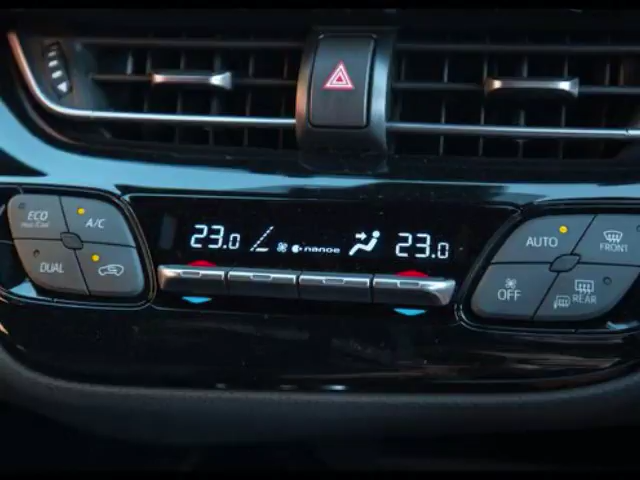 ECO
A/C
DUAL
23.0
nanoe
23.0
AUTO
FRONT
OFF
REAR